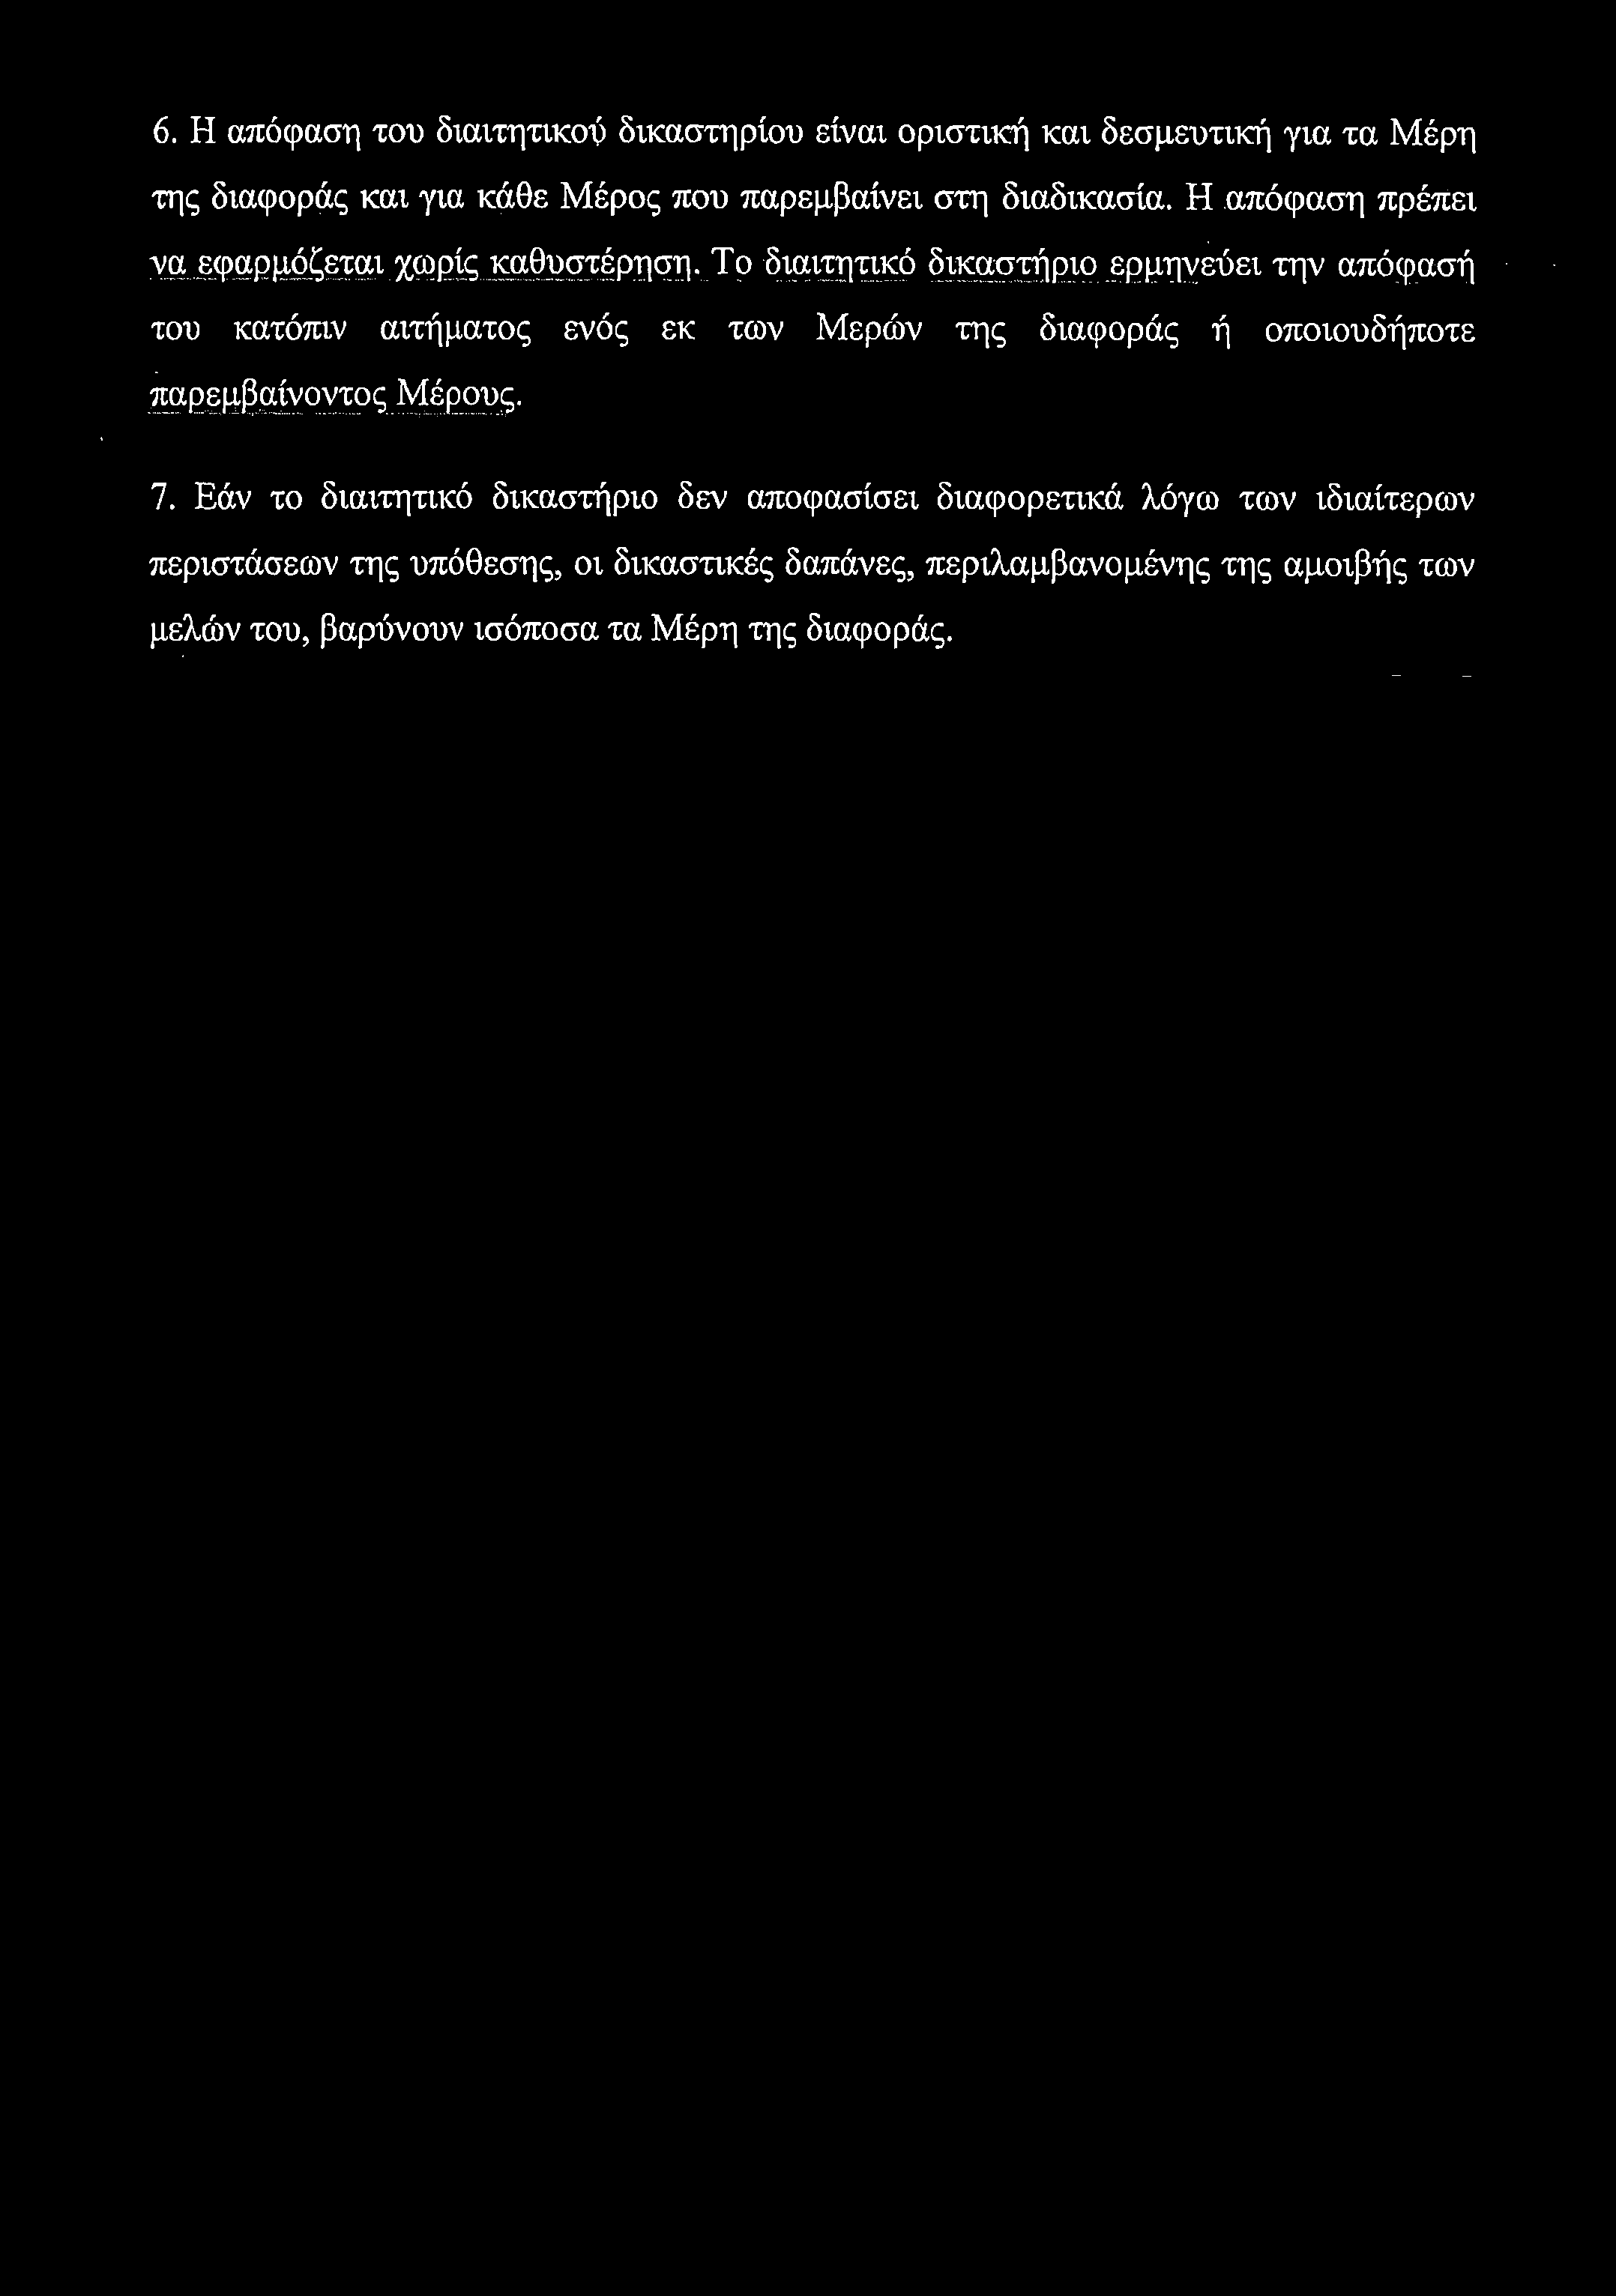 6. Η απόφαση του διαιτητικού δικαστηρίου είναι οριστική και δεσμευτική για τα Μέρη
της διαφοράς και για κάθε Μέρος που παρεμβαίνει στη διαδικασία. Η απόφαση πρέπει
να εφαρμόζεται χωρίς καθυστέρηση. Το διαιτητικό δικαστήριο ερμηνεύει την απόφασή
του κατόπιν αιτήματος ενός εκ των Μερών της διαφοράς ή οποιουδήποτε
παρεμβαίνοντος Μέρους.
7. Εάν το διαιτητικό δικαστήριο δεν αποφασίσει διαφορετικά λόγω των ιδιαίτερων
περιστάσεων της υπόθεσης, οι δικαστικές δαπάνες, περιλαμβανομένης της αμοιβής των
μελών του, βαρύνουν ισόποσα τα Μέρη της διαφοράς.